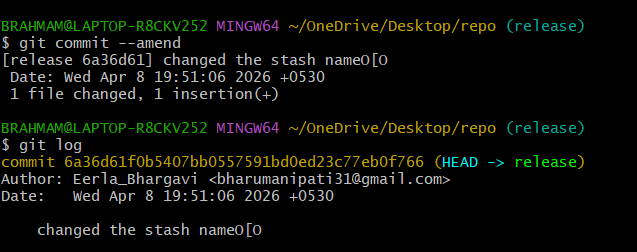 BRAHMAM@LAPTOP-R8CKV252 MINGW64 ~/OneDrive/Desktop/repo (release)
$ git commit --amend
[release 6a36d61] changed the stash nameO[O
 Date: Wed Apr 8 19:51:06 2026 +0530
 1 file changed, 1 insertion(+)
BRAHMAM@LAPTOP-R8CKV252 MINGW64 ~/OneDrive/Desktop/repo (release)
$ git log
commit 6a36d61f0b5407bb0557591bd0ed23c77eb0f766 (HEAD -> release)
Author: Eerla_Bhargavi <bharumanipati31@gmail.com>
Date:   Wed Apr 8 19:51:06 2026 +0530
    changed the stash nameO[O